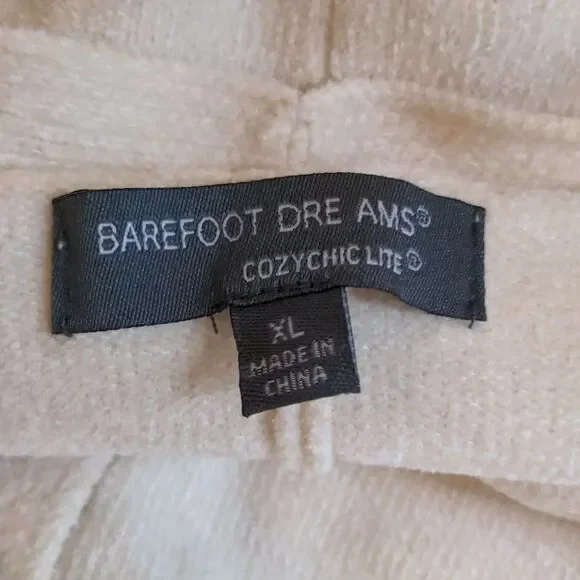 BAREFOOT DRE AMS®
COZYCHIC LITE®
XL
MADE IN
CHINA